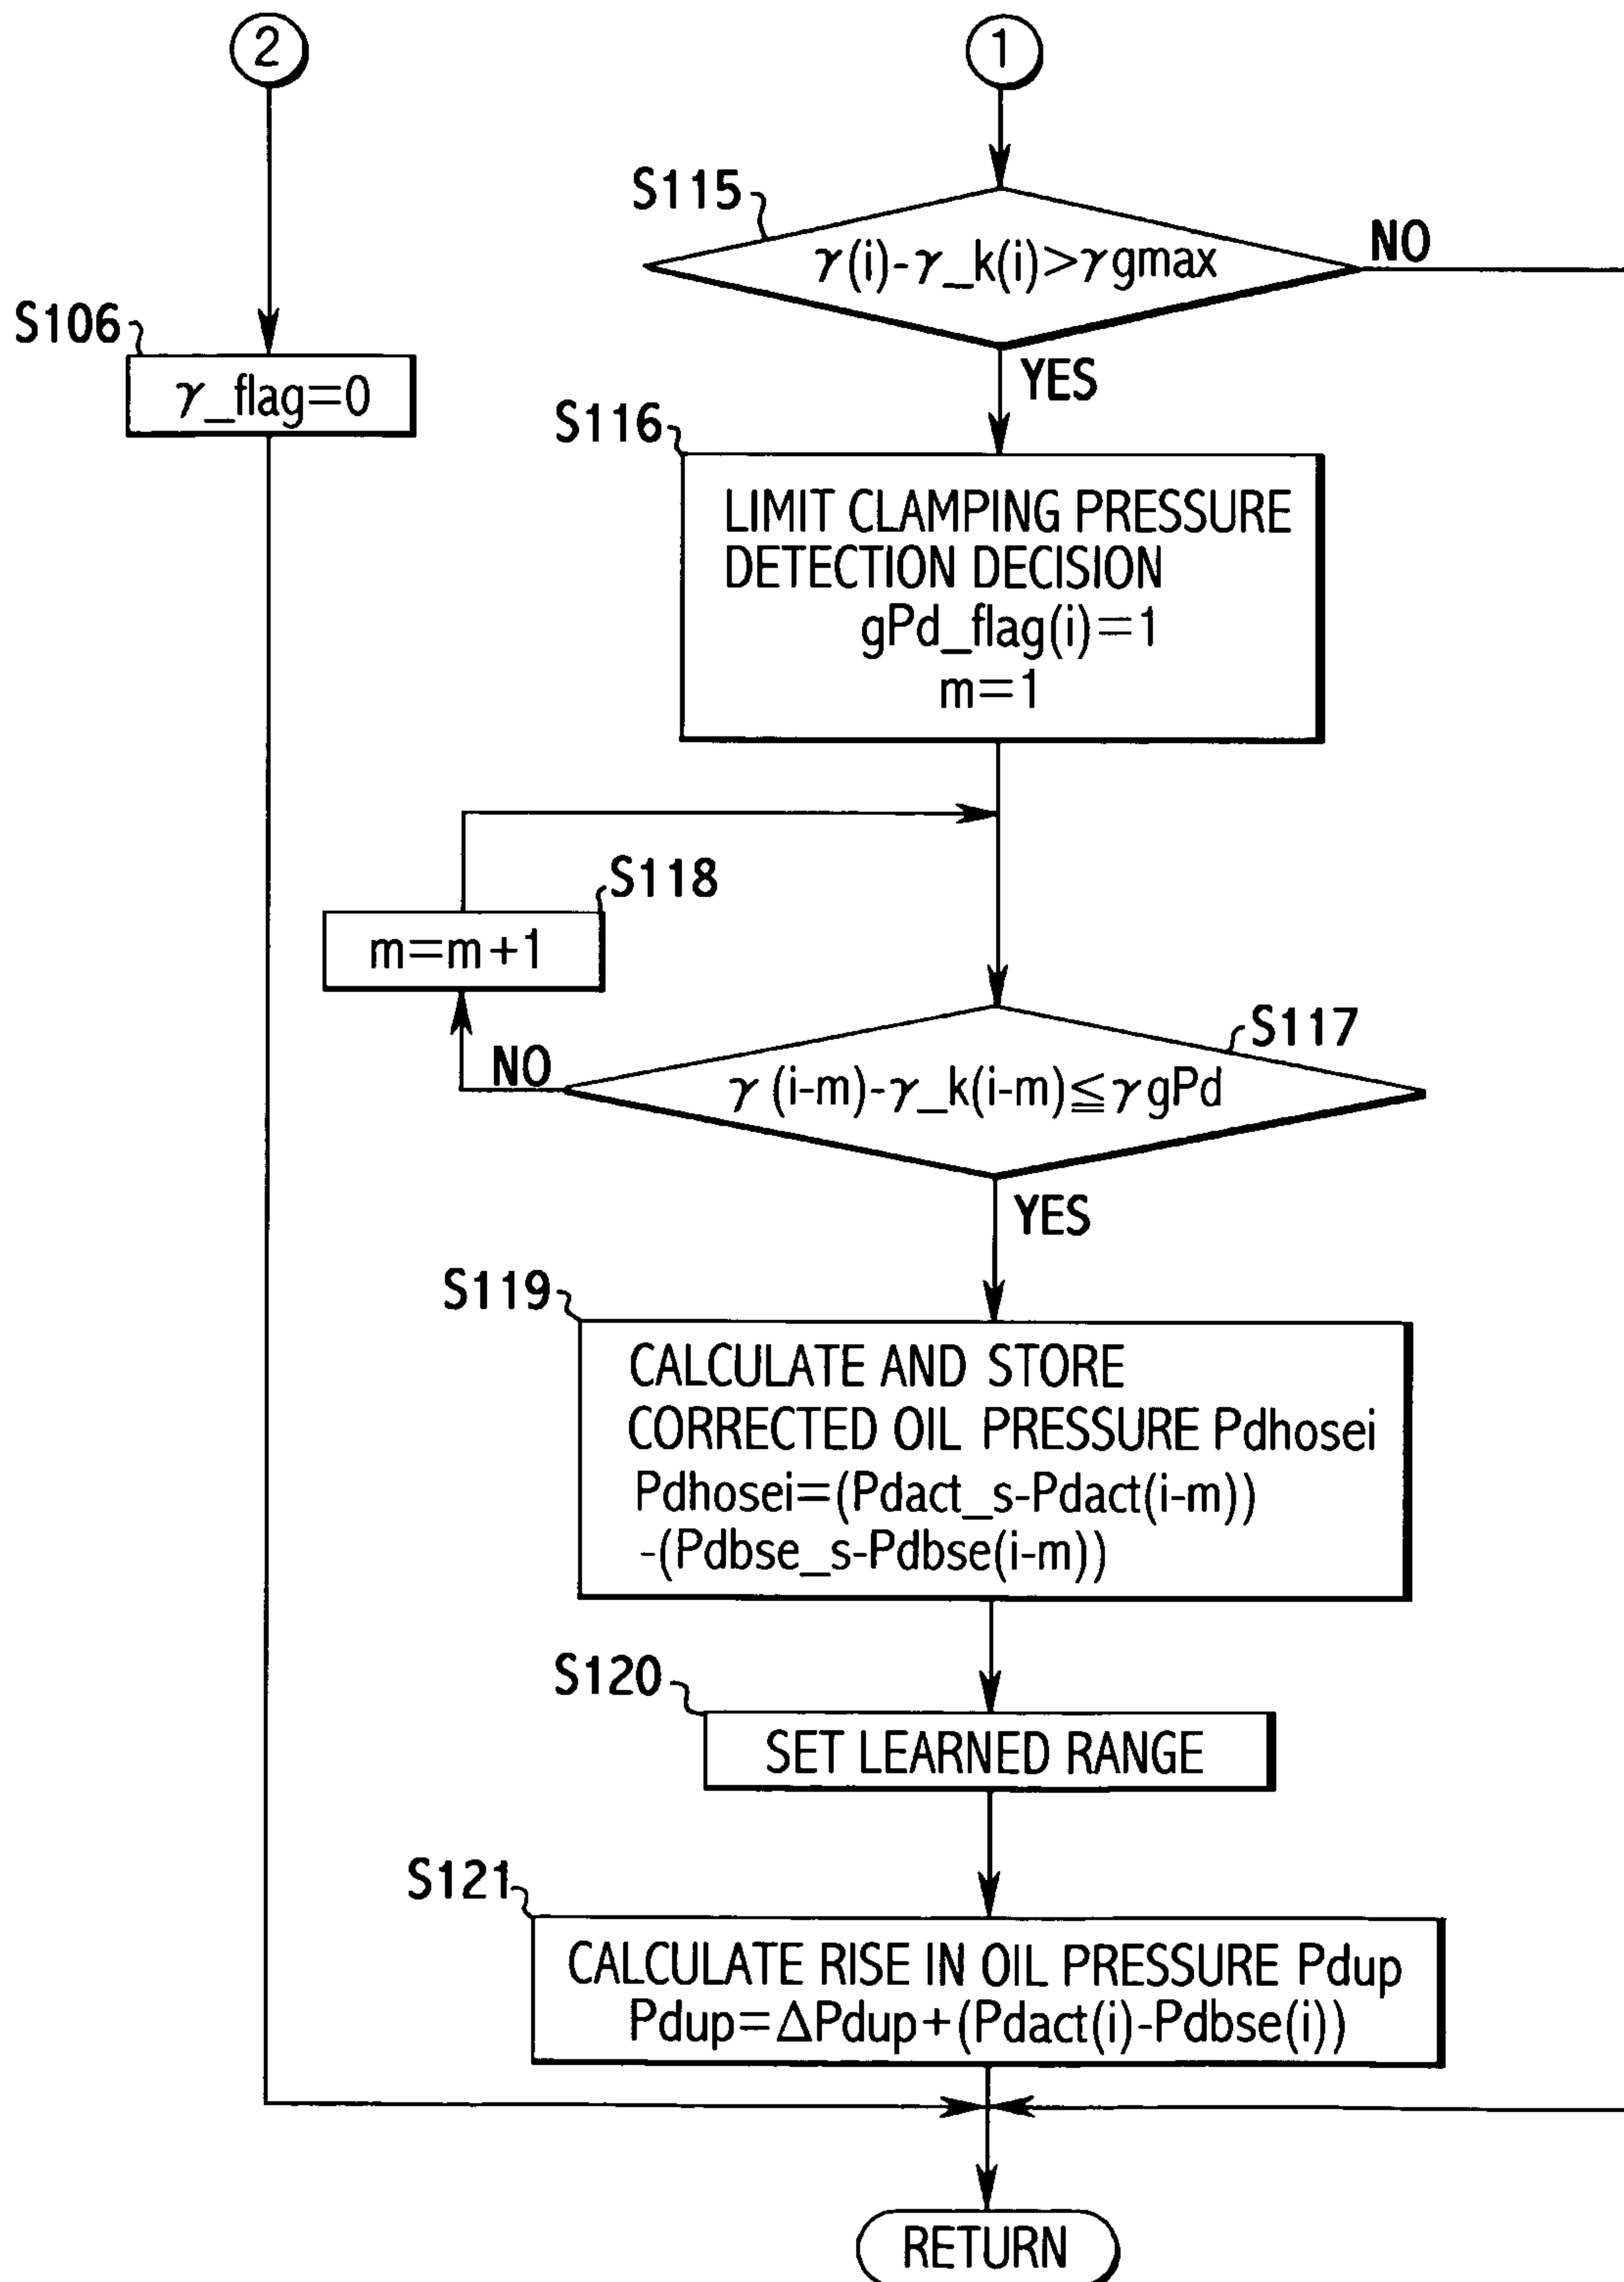 2
1
S115
γ(i)-γ_k(i)>γgmax
NO
S106
γ_flag=0
YES
S116
LIMIT CLAMPING PRESSURE
DETECTION DECISION
gPd_flag(i)=1
m=1
S118
m=m+1
S117
NO
γ(i-m)-γ_k(i-m)≦γgPd
YES
S119
CALCULATE AND STORE
CORRECTED OIL PRESSURE Pdhosei
Pdhosei=(Pdact_s-Pdact(i-m))
-(Pdbse_s-Pdbse(i-m))
S120
SET LEARNED RANGE
S121
CALCULATE RISE IN OIL PRESSURE Pdup
Pdup=ΔPdup+(Pdact(i)-Pdbse(i))
RETURN